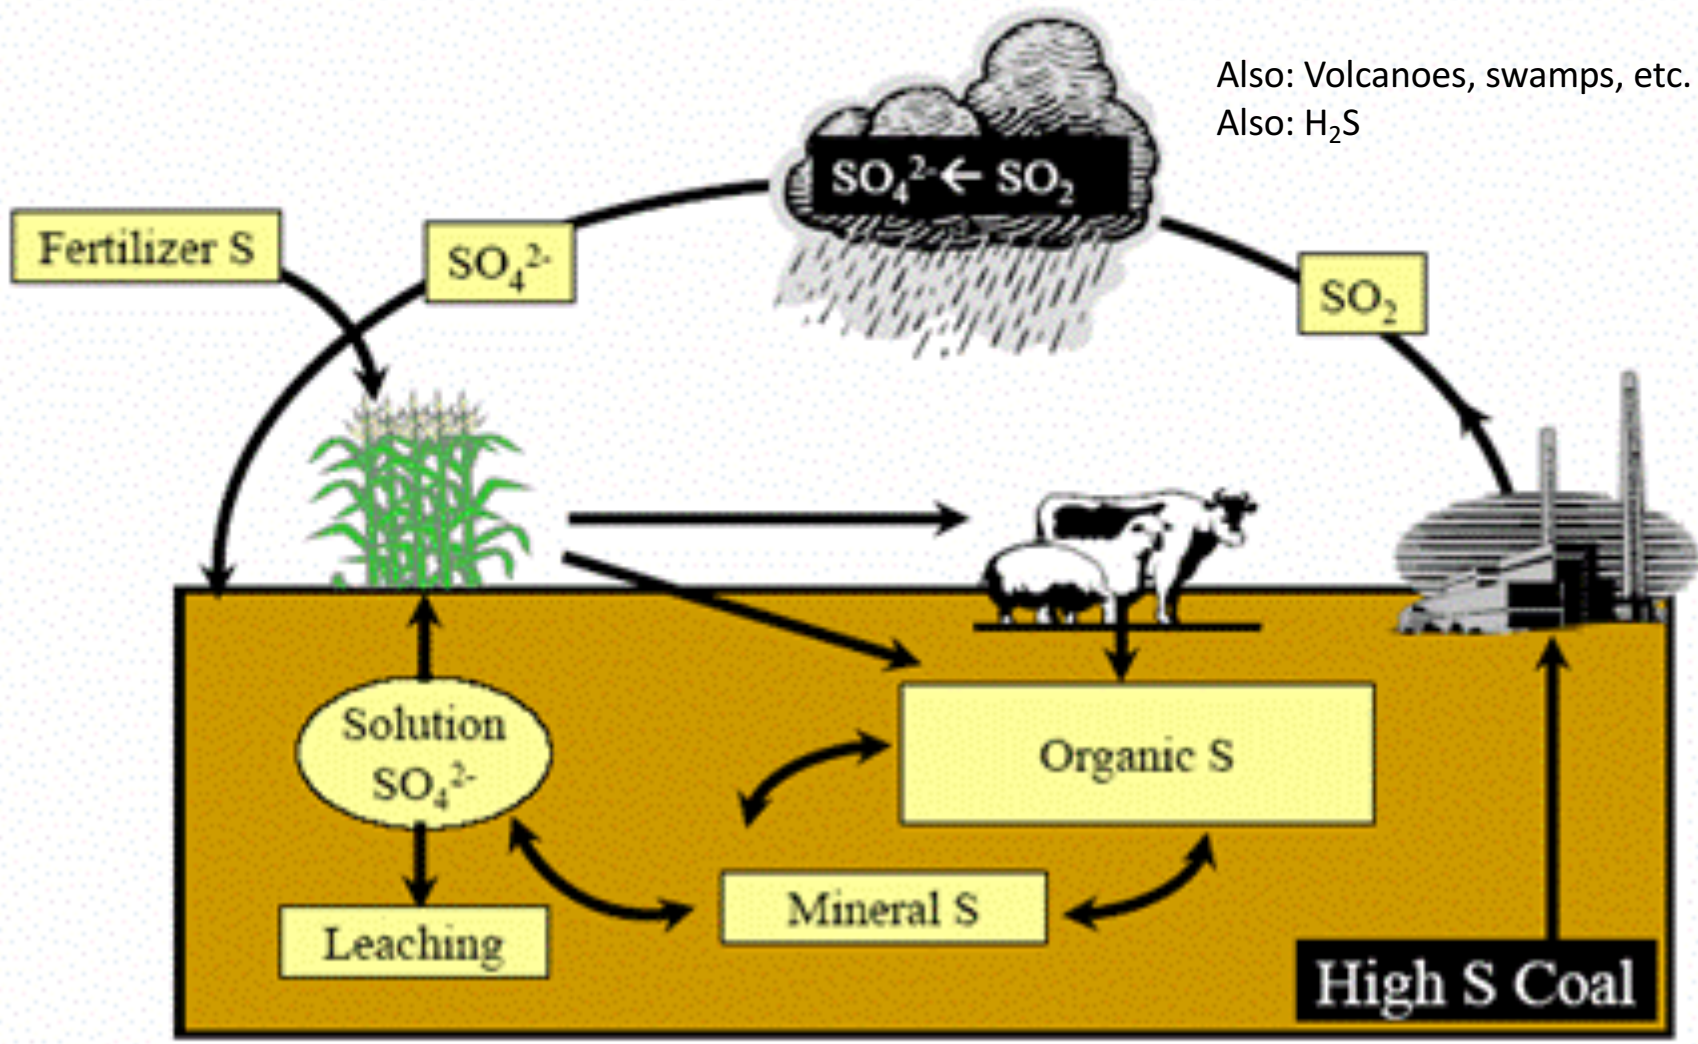 Also: Volcanoes, swamps, etc.
Also: H₂S
SO₄²⁻ ← SO₂
Fertilizer S
SO₄²⁻
SO₂
Solution
SO₄²⁻
Organic S
Mineral S
Leaching
High S Coal